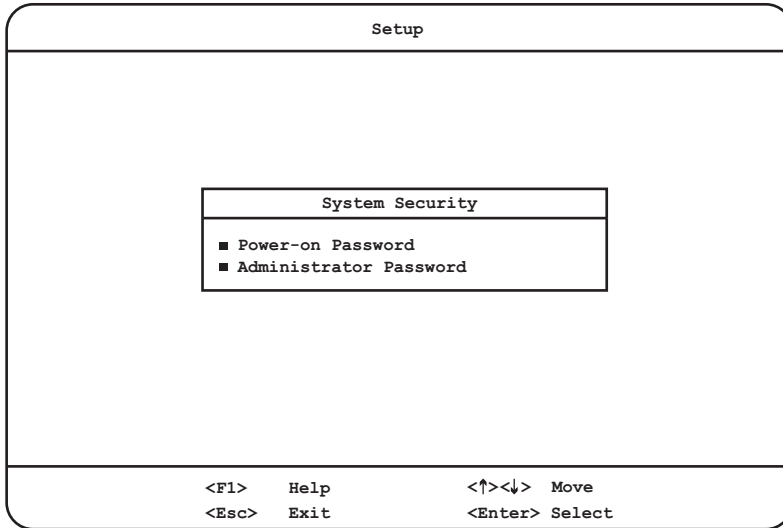 Setup
System Security
■ Power-on Password
■ Administrator Password
<F1> Help <↑><↓> Move
<Esc> Exit <Enter> Select